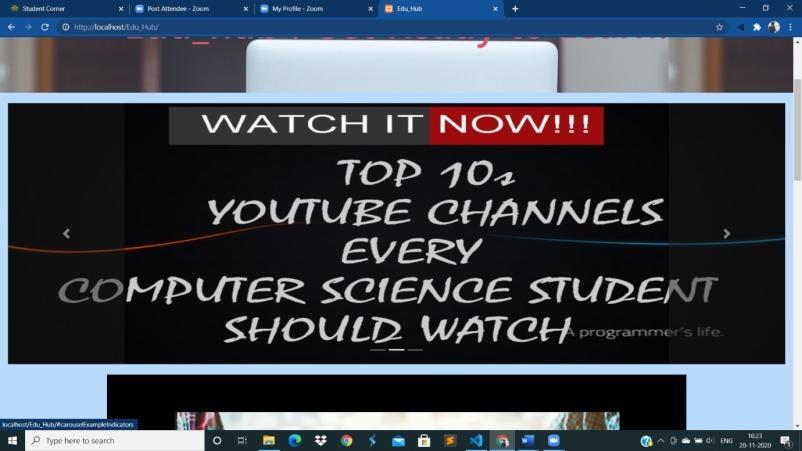 Student Corner
Post Attendee - Zoom
My Profile - Zoom
Edu_Hub
http://localhost/Edu_Hub/
WATCH IT NOW!!!
TOP 10s
YOUTUBE CHANNELS
EVERY
COMPUTER SCIENCE STUDENT
SHOULD WATCH
A programmer's life.
localhost/Edu_Hub/#carouselExampleIndicators
Type here to search
ENG
16:23
20-11-2020